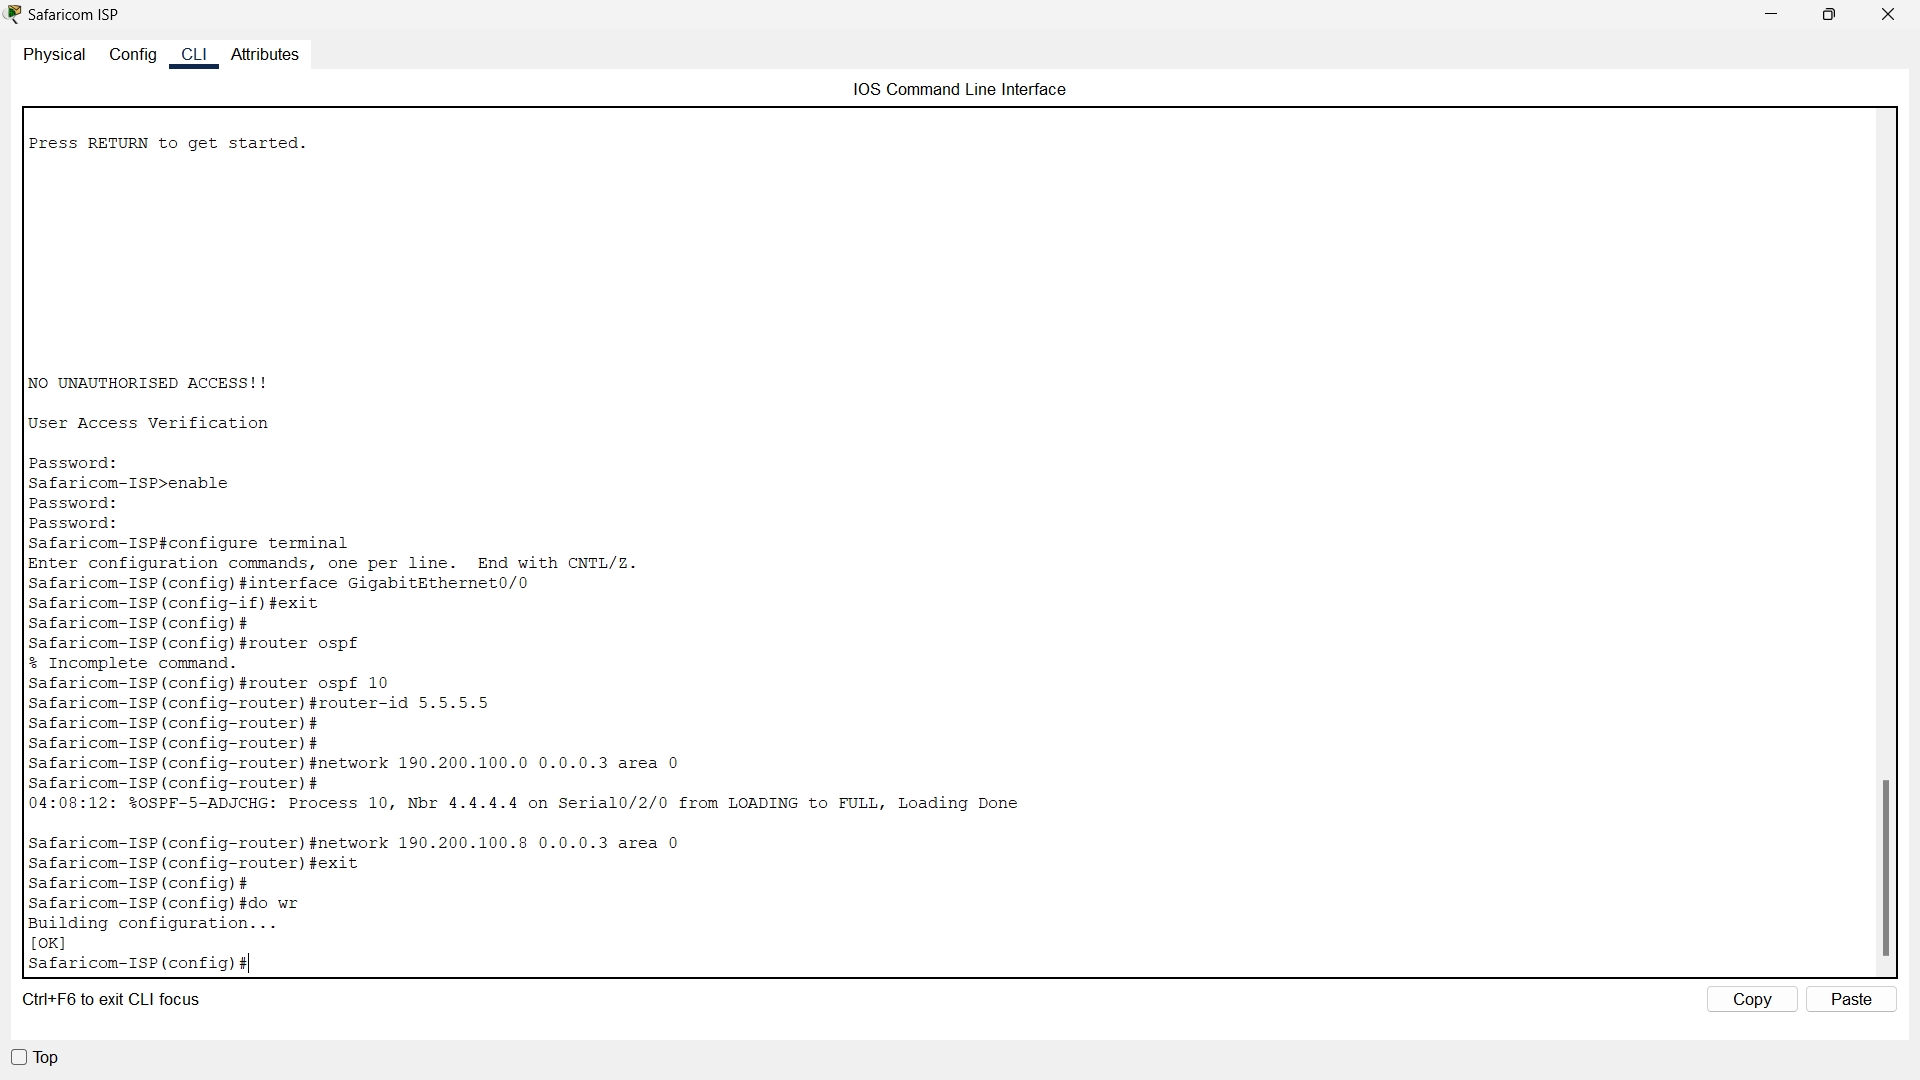 Safaricom ISP
Physical Config CLI Attributes
IOS Command Line Interface
Press RETURN to get started.
NO UNAUTHORISED ACCESS!!
User Access Verification
Password:
Safaricom-ISP>enable
Password:
Password:
Safaricom-ISP#configure terminal
Enter configuration commands, one per line.  End with CNTL/Z.
Safaricom-ISP(config)#interface GigabitEthernet0/0
Safaricom-ISP(config-if)#exit
Safaricom-ISP(config)#
Safaricom-ISP(config)#router ospf
% Incomplete command.
Safaricom-ISP(config)#router ospf 10
Safaricom-ISP(config-router)#router-id 5.5.5.5
Safaricom-ISP(config-router)#
Safaricom-ISP(config-router)#
Safaricom-ISP(config-router)#network 190.200.100.0 0.0.0.3 area 0
Safaricom-ISP(config-router)#
04:08:12: %OSPF-5-ADJCHG: Process 10, Nbr 4.4.4.4 on Serial0/2/0 from LOADING to FULL, Loading Done
Safaricom-ISP(config-router)#network 190.200.100.8 0.0.0.3 area 0
Safaricom-ISP(config-router)#exit
Safaricom-ISP(config)#
Safaricom-ISP(config)#do wr
Building configuration...
[OK]
Safaricom-ISP(config)#
Ctrl+F6 to exit CLI focus
Copy Paste
Top